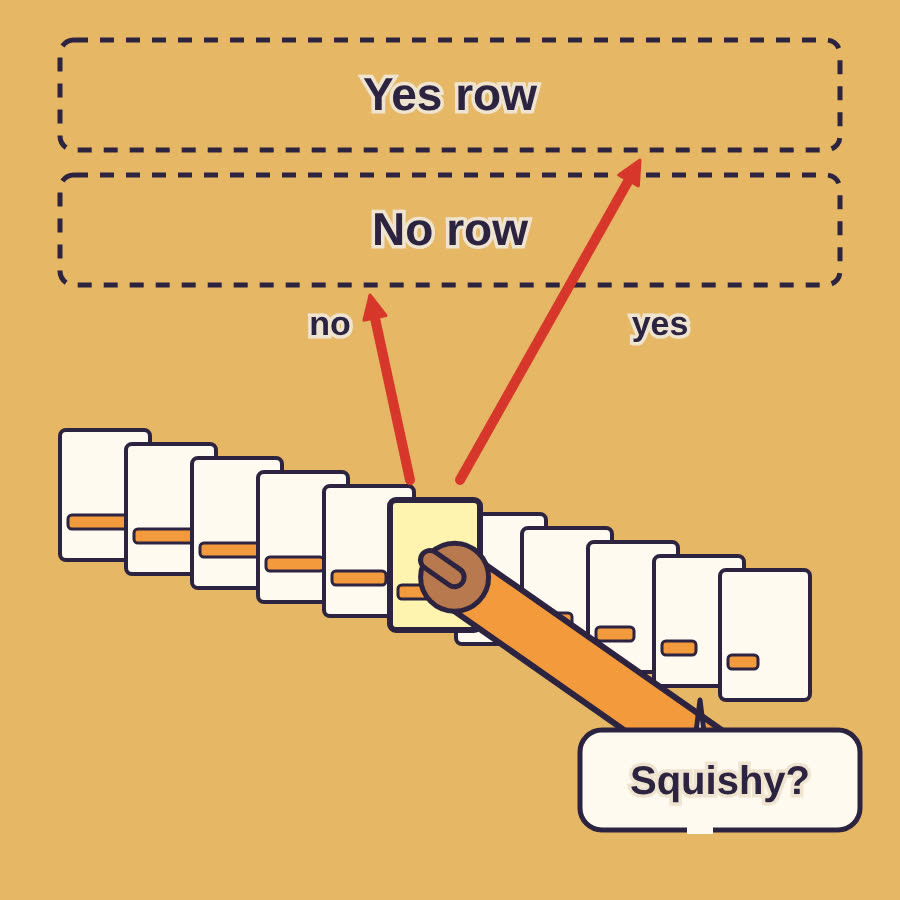 Yes row
No row
no
yes
Squishy?